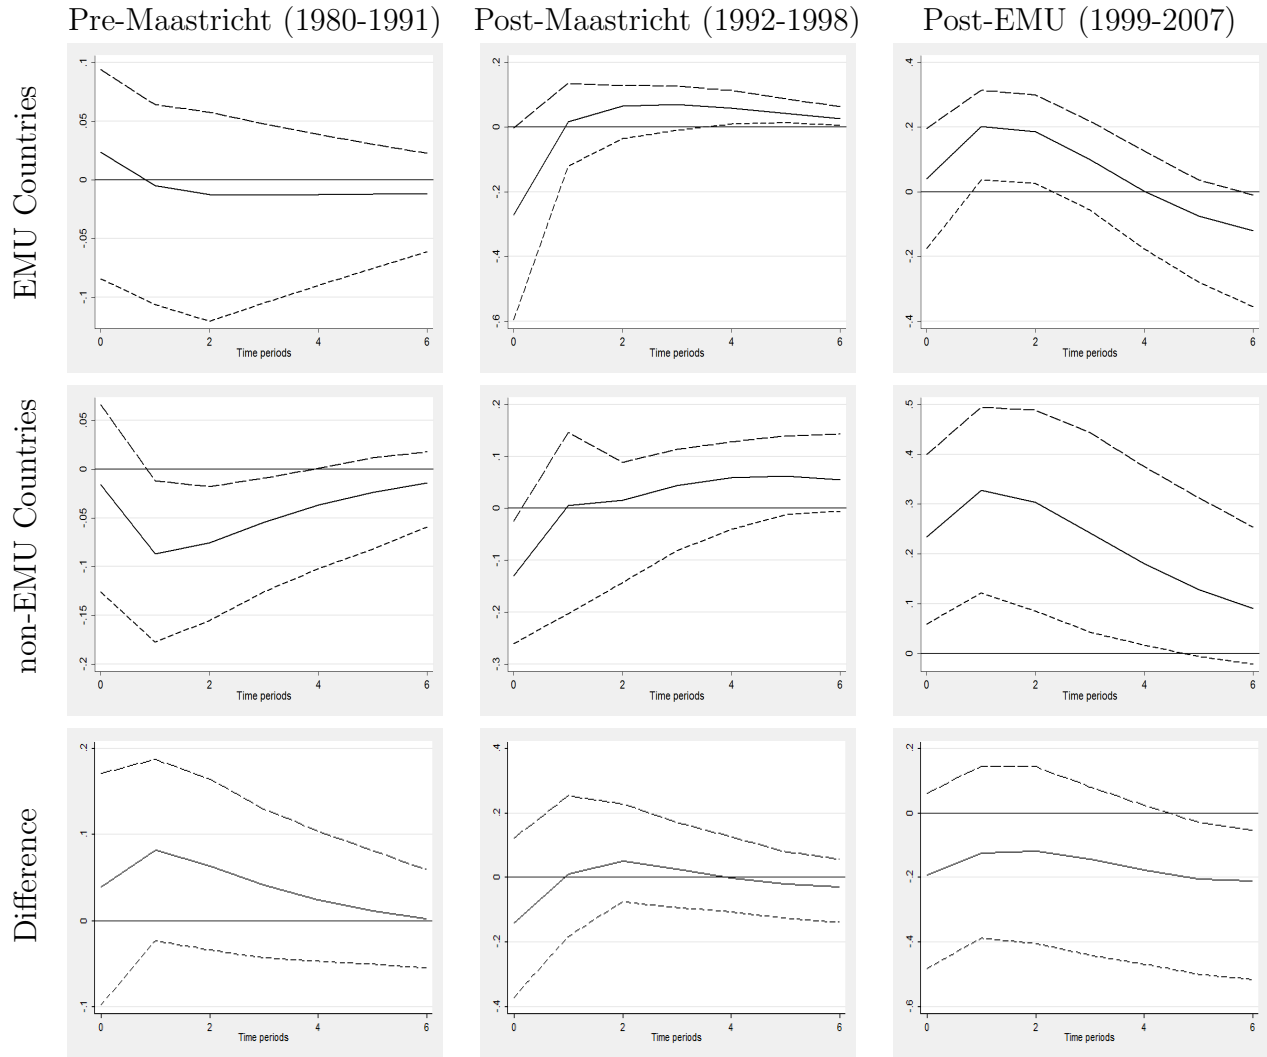 Pre-Maastricht (1980-1991) Post-Maastricht (1992-1998) Post-EMU (1999-2007)
EMU Countries
.1
.05
0
-.05
-.1
0 2 4 6
Time periods
.2
0
-.2
-.4
-.6
0 2 4 6
Time periods
.4
.2
0
-.2
-.4
0 2 4 6
Time periods
non-EMU Countries
.05
0
-.05
-.1
-.15
-.2
0 2 4 6
Time periods
.2
.1
0
-.1
-.2
-.3
0 2 4 6
Time periods
.5
.4
.3
.2
.1
0
0 2 4 6
Time periods
Difference
.2
.1
0
-.1
0 2 4 6
Time periods
.4
.2
0
-.2
-.4
0 2 4 6
Time periods
.2
0
-.2
-.4
-.6
0 2 4 6
Time periods